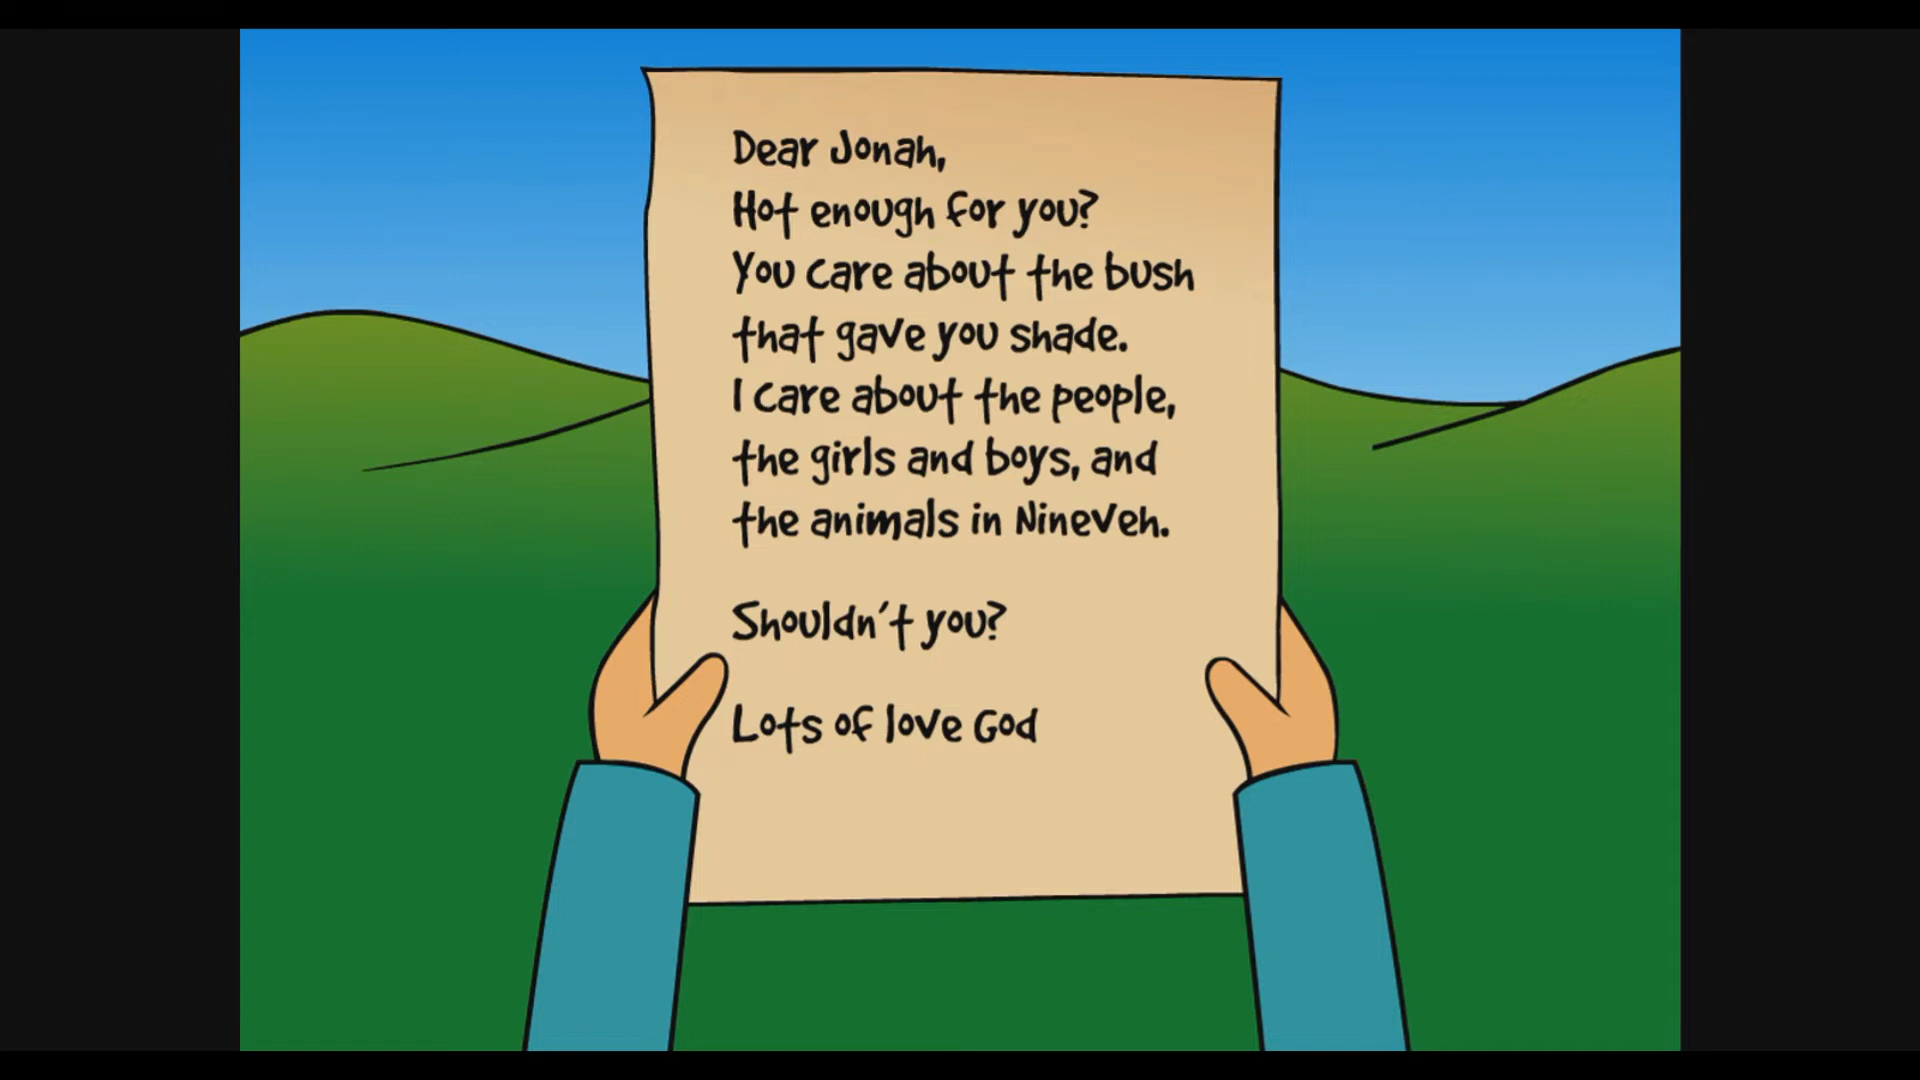 Dear Jonah,
Hot enough for you?
You care about the bush
that gave you shade.
I care about the people,
the girls and boys, and
the animals in Nineveh.
Shouldn't you?
Lots of love God